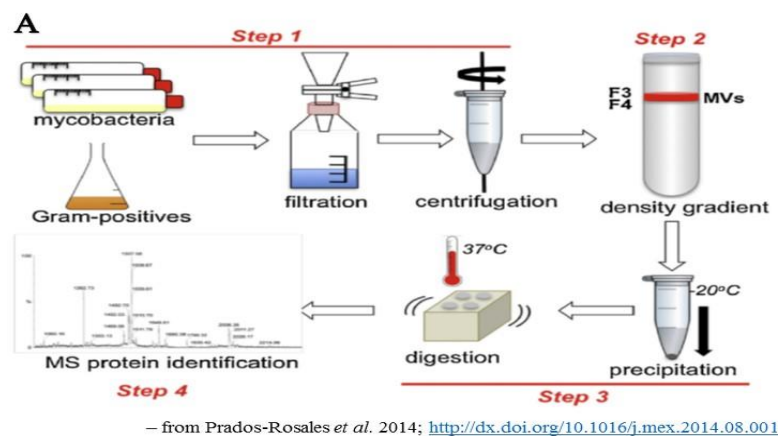 A
Step 1
Step 2
mycobacteria
Gram-positives
filtration
centrifugation
F3
F4
MVs
density gradient
-20°C
precipitation
37°C
digestion
Step 3
MS protein identification
Step 4
– from Prados-Rosales et al. 2014; http://dx.doi.org/10.1016/j.mex.2014.08.001